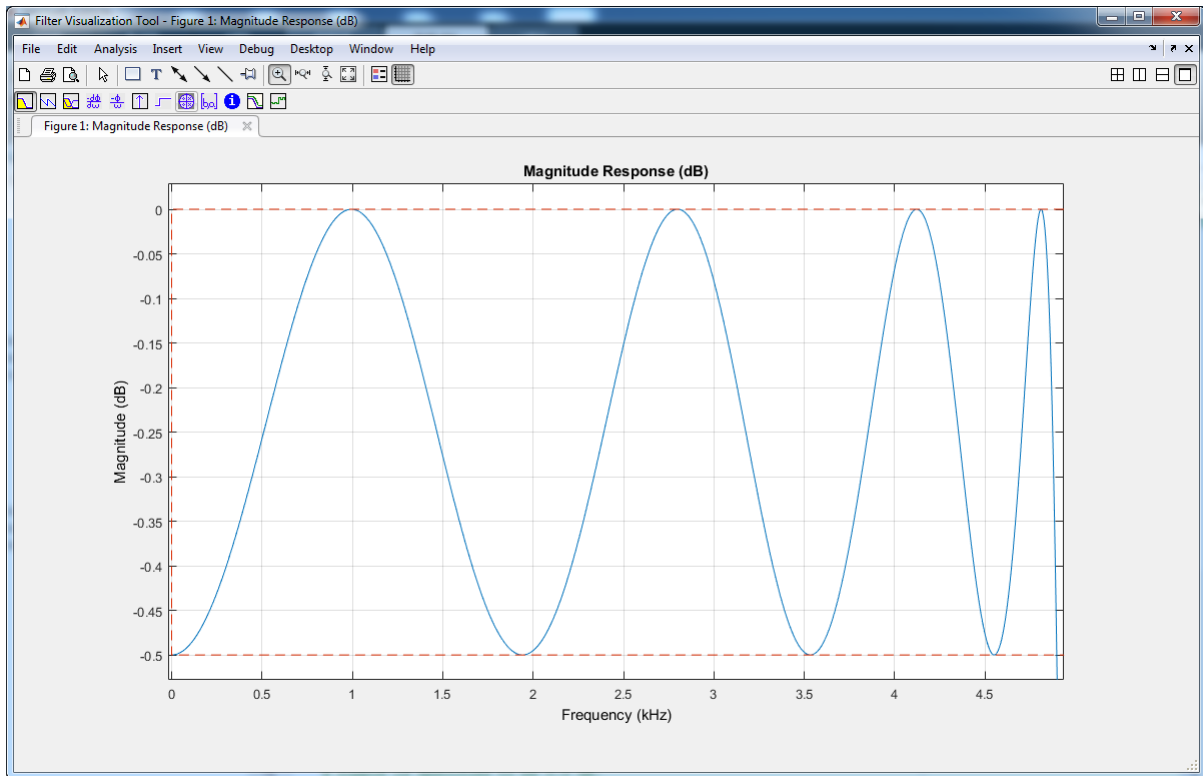 Filter Visualization Tool - Figure 1: Magnitude Response (dB)
File Edit Analysis Insert View Debug Desktop Window Help
Figure 1: Magnitude Response (dB)
Magnitude Response (dB)
0
-0.05
-0.1
-0.15
-0.2
-0.25
-0.3
-0.35
-0.4
-0.45
-0.5
Magnitude (dB)
0 0.5 1 1.5 2 2.5 3 3.5 4 4.5
Frequency (kHz)